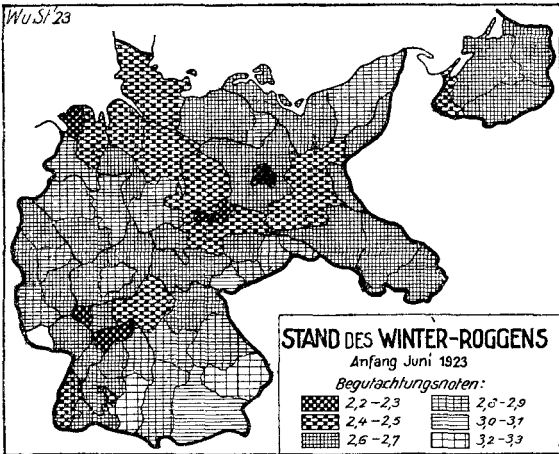 W u. St. 23
STAND DES WINTER-ROGGENS
Anfang Juni 1923
Begutachtungsnoten:
2,2-2,3
2,4-2,5
2,6-2,7
2,8-2,9
3,0-3,1
3,2-3,3